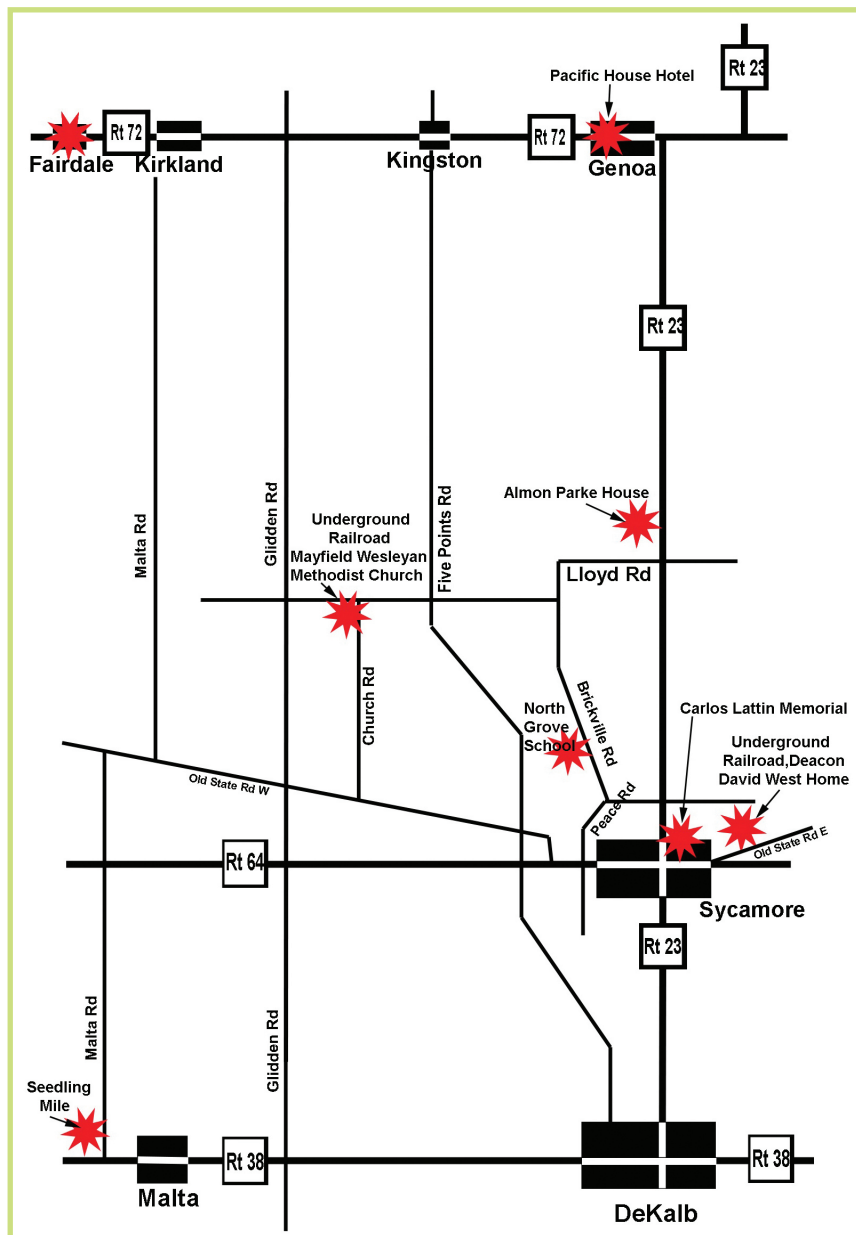 Pacific House Hotel
Rt 23
Rt 72
Rt 72
Fairdale
Kirkland
Kingston
Genoa
Rt 23
Malta Rd
Glidden Rd
Five Points Rd
Almon Parke House
Underground
Railroad
Mayfield Wesleyan
Methodist Church
Lloyd Rd
Church Rd
North
Grove
School
Brickville Rd
Carlos Lattin Memorial
Underground
Railroad,Deacon
David West Home
Old State Rd W
Peace Rd
Old State Rd E
Rt 64
Sycamore
Rt 23
Malta Rd
Glidden Rd
Seedling
Mile
Rt 38
Rt 38
Malta
DeKalb